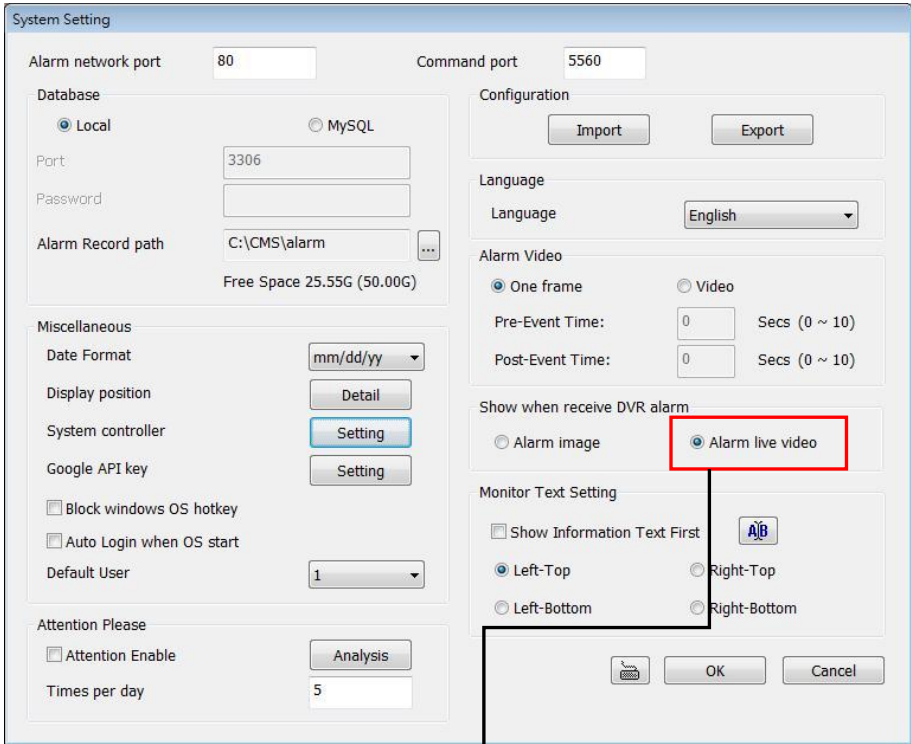 System Setting
Alarm network port 80 Command port 5560
Database
Local MySQL
Port 3306
Password
Alarm Record path C:\CMS\alarm ...
Free Space 25.55G (50.00G)
Miscellaneous
Date Format mm/dd/yy
Display position Detail
System controller Setting
Google API key Setting
Block windows OS hotkey
Auto Login when OS start
Default User 1
Attention Please
Attention Enable Analysis
Times per day 5
Configuration
Import Export
Language
Language English
Alarm Video
One frame Video
Pre-Event Time: 0 Secs (0 ~ 10)
Post-Event Time: 0 Secs (0 ~ 10)
Show when receive DVR alarm
Alarm image Alarm live video
Monitor Text Setting
Show Information Text First AB
Left-Top Right-Top
Left-Bottom Right-Bottom
OK Cancel